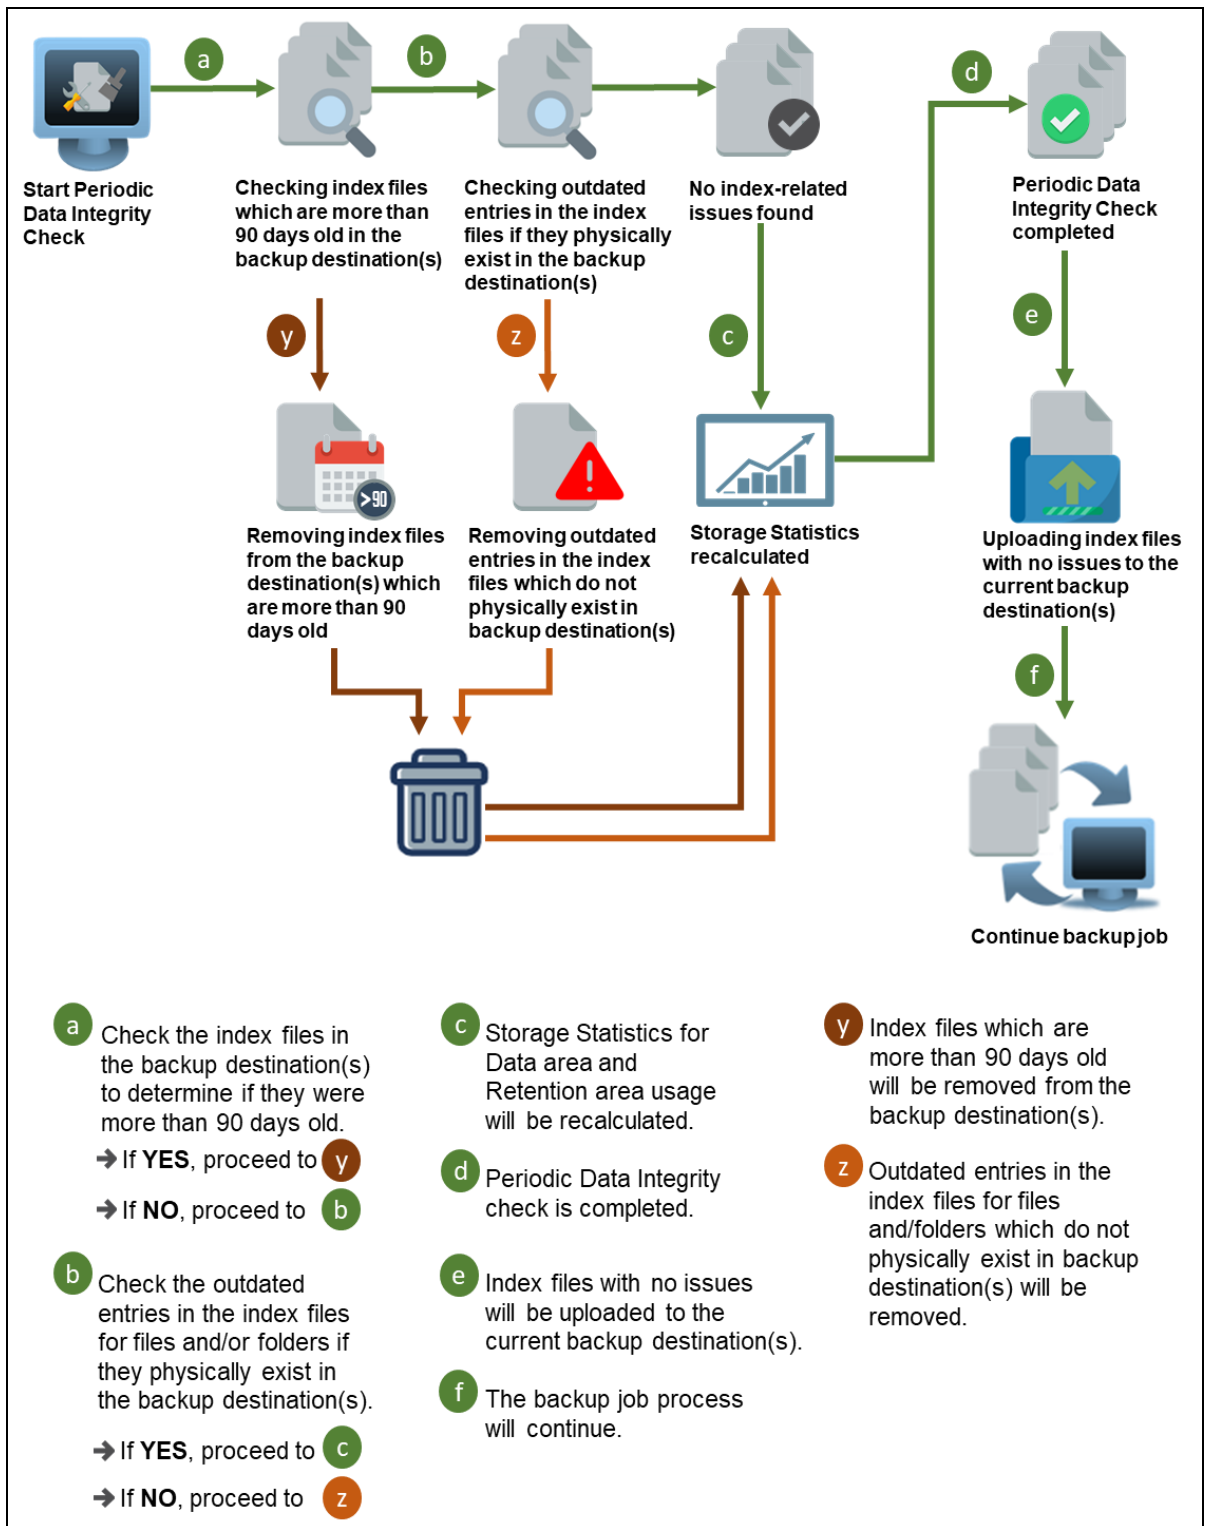 a
b
d
Start Periodic
Data Integrity
Check
Checking index files
which are more than
90 days old in the
backup destination(s)
Checking outdated
entries in the index
files if they physically
exist in the backup
destination(s)
No index-related
issues found
Periodic Data
Integrity Check
completed
y
z
c
e
>90
Removing index files
from the backup
destination(s) which
are more than 90
days old
Removing outdated
entries in the index
files which do not
physically exist in
backup destination(s)
Storage Statistics
recalculated
Uploading index files
with no issues to the
current backup
destination(s)
f
Continue backup job
a
Check the index files in
the backup destination(s)
to determine if they were
more than 90 days old.
➔ If YES, proceed to y
➔ If NO, proceed to b
b
Check the outdated
entries in the index files
for files and/or folders if
they physically exist in
the backup destination(s).
➔ If YES, proceed to c
➔ If NO, proceed to z
c
Storage Statistics for
Data area and
Retention area usage
will be recalculated.
d
Periodic Data Integrity
check is completed.
e
Index files with no issues
will be uploaded to the
current backup destination(s).
f
The backup job process
will continue.
y
Index files which are
more than 90 days old
will be removed from the
backup destination(s).
z
Outdated entries in the
index files for files
and/folders which do not
physically exist in backup
destination(s) will be
removed.